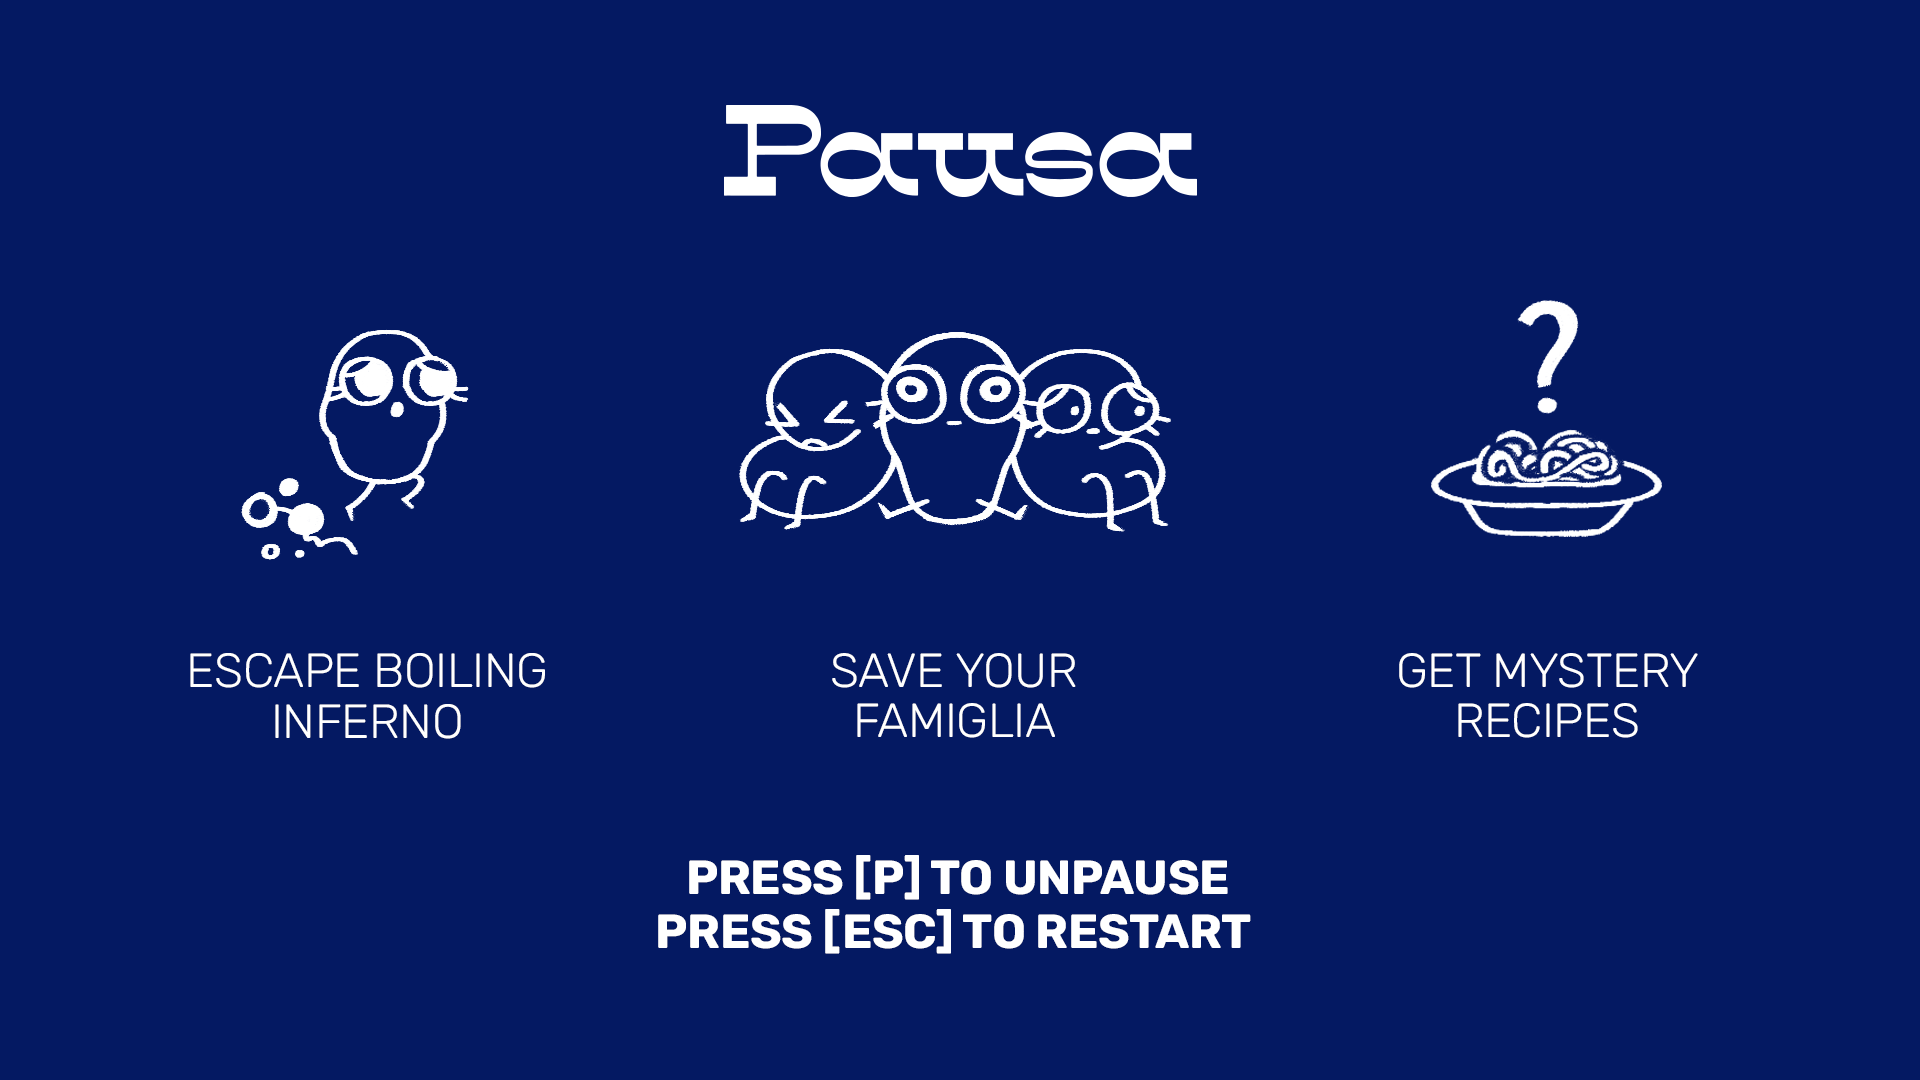 Pausa
?
ESCAPE BOILING
INFERNO
SAVE YOUR
FAMIGLIA
GET MYSTERY
RECIPES
PRESS [P] TO UNPAUSE
PRESS [ESC] TO RESTART